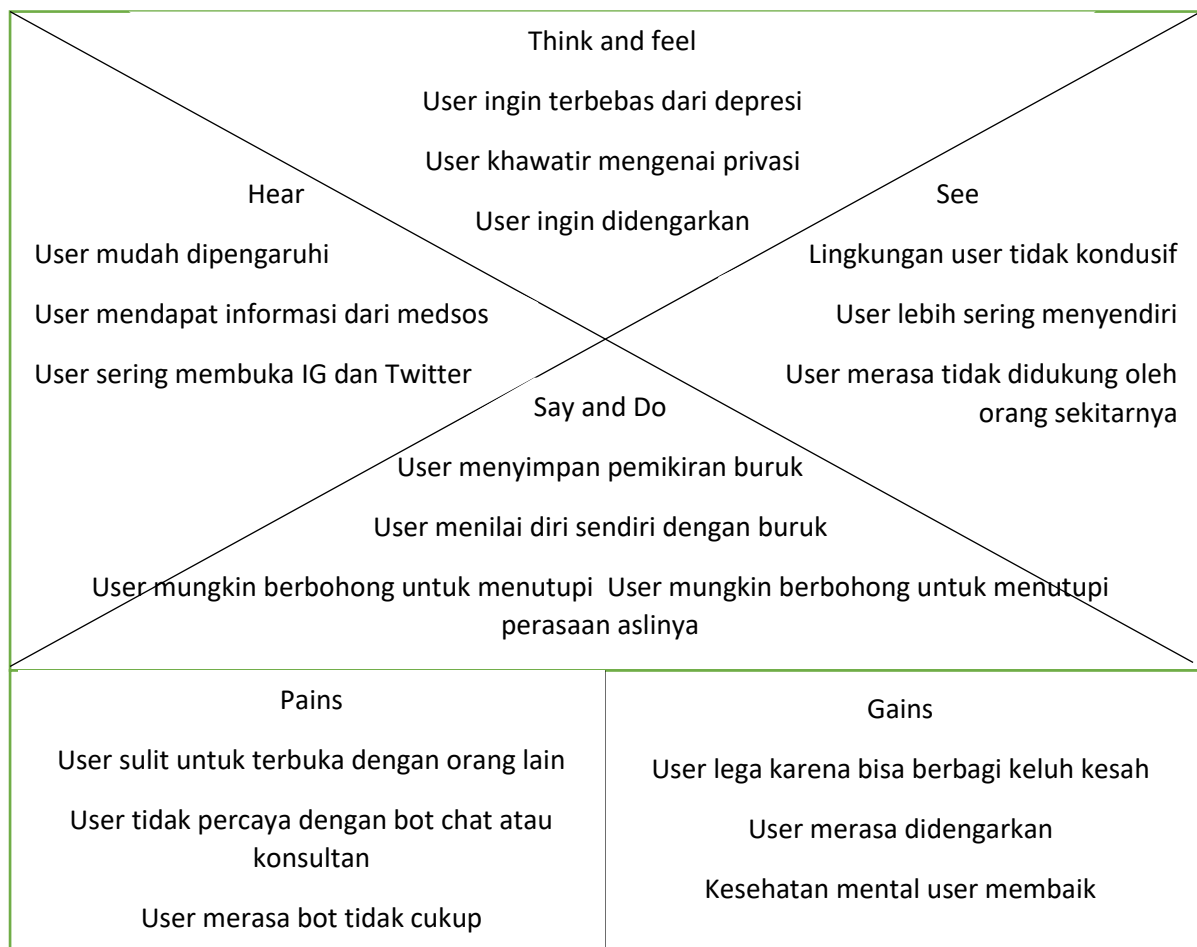 Think and feel
User ingin terbebas dari depresi
User khawatir mengenai privasi
User ingin didengarkan
Hear
User mudah dipengaruhi
User mendapat informasi dari medsos
User sering membuka IG dan Twitter
See
Lingkungan user tidak kondusif
User lebih sering menyendiri
User merasa tidak didukung oleh
orang sekitarnya
Say and Do
User menyimpan pemikiran buruk
User menilai diri sendiri dengan buruk
User mungkin berbohong untuk menutupi User mungkin berbohong untuk menutupi
perasaan aslinya
Pains
User sulit untuk terbuka dengan orang lain
User tidak percaya dengan bot chat atau
konsultan
User merasa bot tidak cukup
Gains
User lega karena bisa berbagi keluh kesah
User merasa didengarkan
Kesehatan mental user membaik